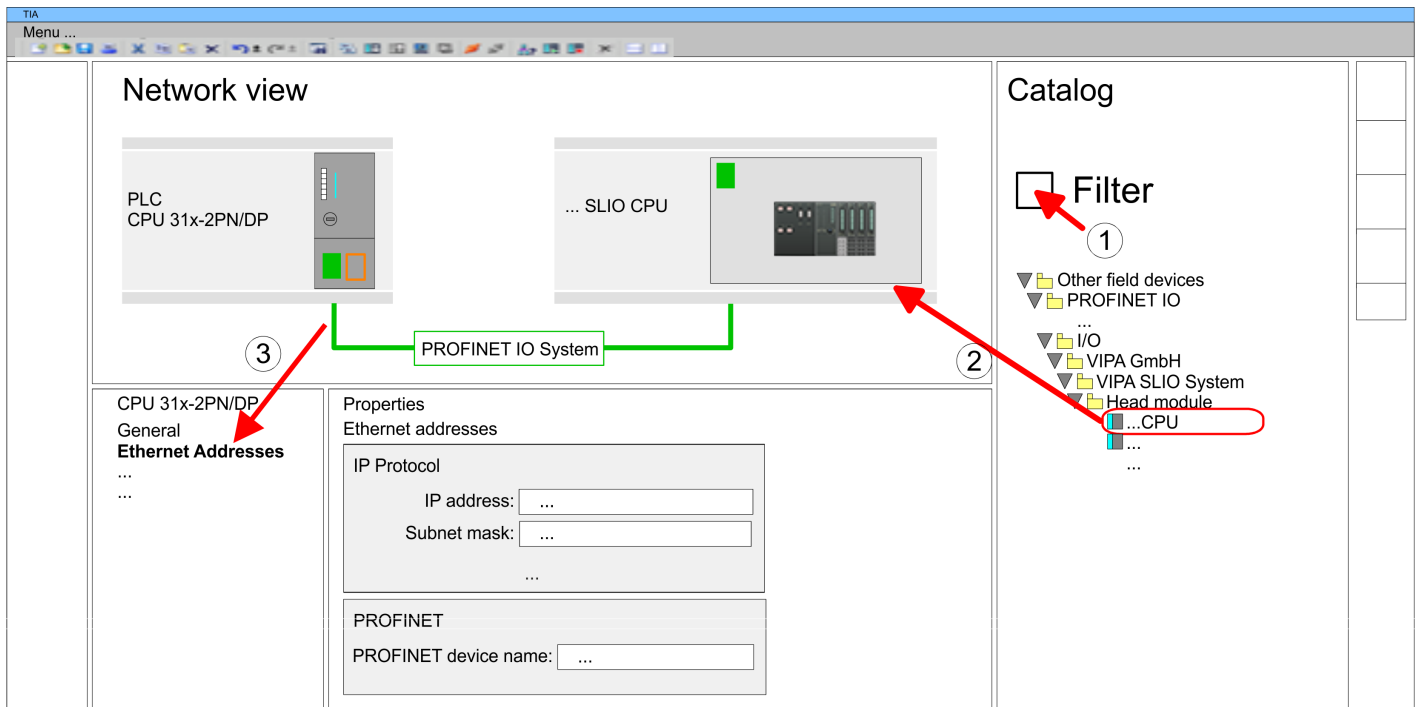 TIA
Menu ...
Network view
PLC
CPU 31x-2PN/DP
... SLIO CPU
PROFINET IO System
3
2
CPU 31x-2PN/DP
General
Ethernet Addresses
...
...
Properties
Ethernet addresses
IP Protocol
IP address: ...
Subnet mask: ...
...
PROFINET
PROFINET device name: ...
Catalog
Filter
1
Other field devices
PROFINET IO
...
I/O
VIPA GmbH
VIPA SLIO System
Head module
...CPU
...
...